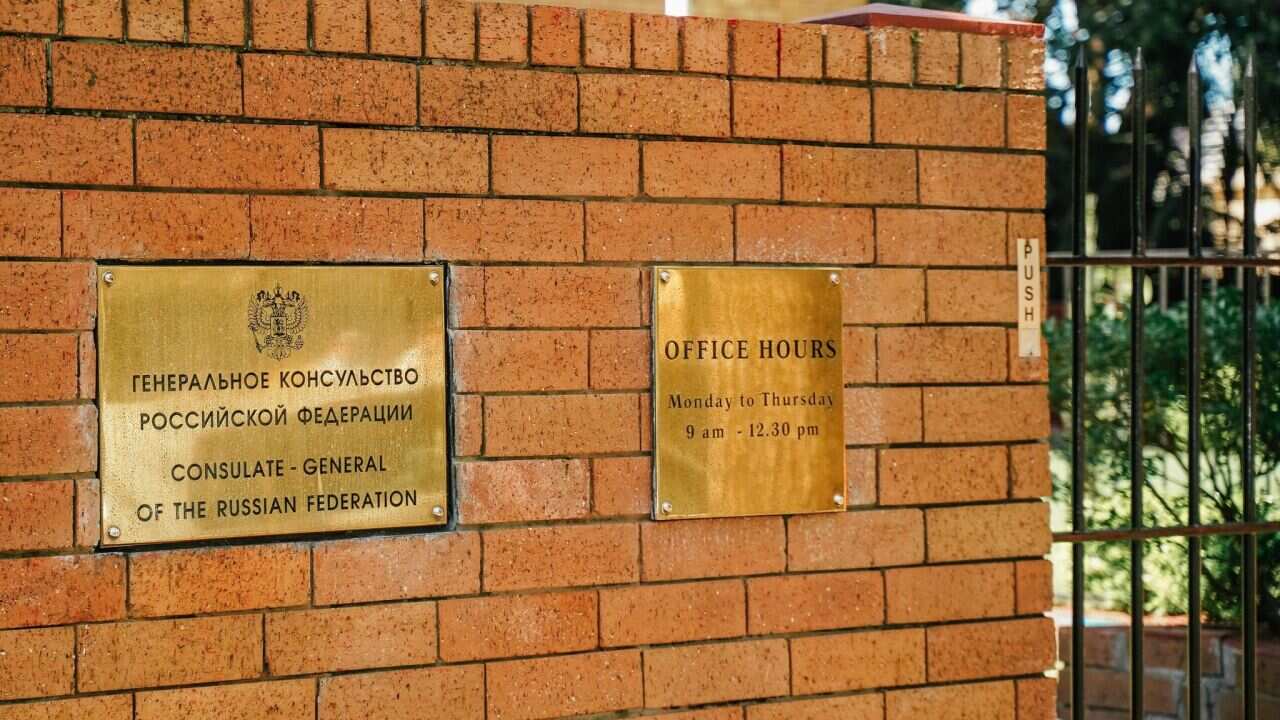 ГЕНЕРАЛЬНОЕ КОНСУЛЬСТВО
РОССИЙСКОЙ ФЕДЕРАЦИИ
CONSULATE - GENERAL
OF THE RUSSIAN FEDERATION
OFFICE HOURS
Monday to Thursday
9 am - 12.30 pm
PUSH